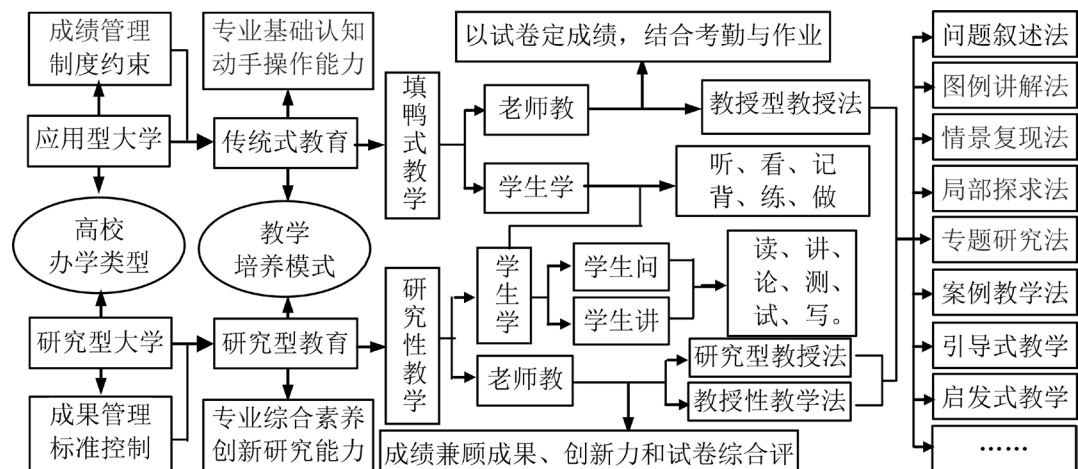 成绩管理
制度约束
应用型大学
高校
办学类型
研究型大学
成果管理
标准控制
专业基础认知
动手操作能力
传统式教育
教学
培养模式
研究型教育
专业综合素养
创新研究能力
填鸭式教学
研究性教学
以试卷定成绩，结合考勤与作业
老师教
教授型教授法
学生学
听、看、记
背、练、做
学生学
学生问
学生讲
读、讲、
论、测、
试、写。
老师教
研究型教授法
教授性教学法
成绩兼顾成果、创新力和试卷综合评
问题叙述法
图例讲解法
情景复现法
局部探求法
专题研究法
案例教学法
引导式教学
启发式教学
……